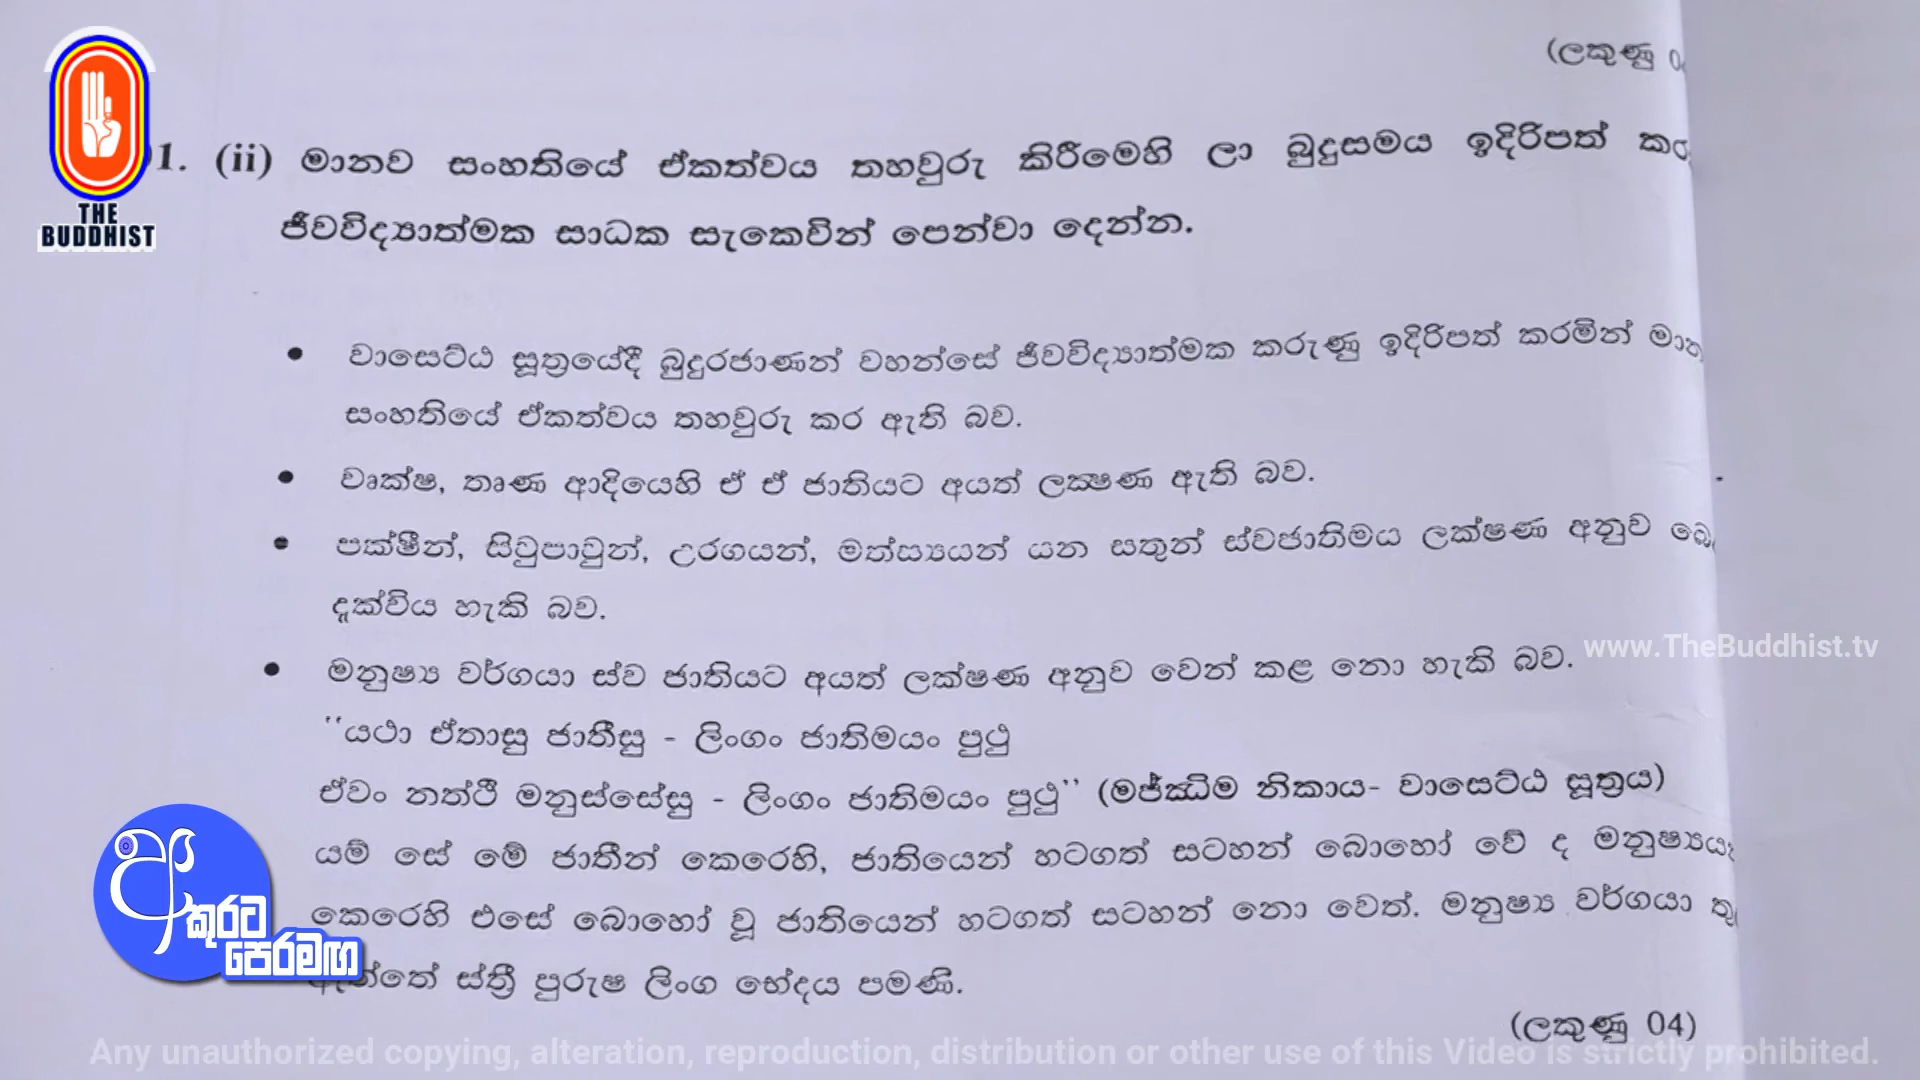 (ලකුණු
THE
BUDDHIST
01. (ii) මානව සංහතියේ ඒකත්වය තහවුරු කිරීමෙහි ලා බුදුසමය ඉදිරිපත්
ජීවවිද්‍යාත්මක සාධක සැකෙවින් පෙන්වා දෙන්න.
• වාසෙට්ඨ සූත්‍රයේදී බුදුරජාණන් වහන්සේ ජීවවිද්‍යාත්මක කරුණු ඉදිරිපත් කරමින්
සංහතියේ ඒකත්වය තහවුරු කර ඇති බව.
• වෘක්ෂ, තෘණ ආදියෙහි ඒ ඒ ජාතියට අයත් ලක්‍ෂණ ඇති බව.
• පක්ෂීන්, සිවුපාවුන්, උරගයන්, මත්ස්‍යයන් යන සතුන් ස්වජාතිමය ලක්ෂණ අනුව
දැක්විය හැකි බව.
www.TheBuddhist.tv
• මනුෂ්‍ය වර්ගයා ස්ව ජාතියට අයත් ලක්ෂණ අනුව වෙන් කළ නො හැකි බව.
"යථා ඒතාසු ජාතීසු - ලිංගං ජාතිමයං පුථු
ඒවං නත්ථි මනුස්සේසු - ලිංගං ජාතිමයං පුථු" (මජ්ඣිම නිකාය- වාසෙට්ඨ සූත්‍රය)
යම් සේ මේ ජාතීන් කෙරෙහි, ජාතියෙන් හටගත් සටහන් බොහෝ වේ ද
කෙරෙහි එසේ බොහෝ වූ ජාතියෙන් හටගත් සටහන් නො වෙත්. මනුෂ්‍ය වර්ගයා
ඇත්තේ ස්ත්‍රී පුරුෂ ලිංග භේදය පමණි.
අකුරට
පෙරමඟ
(ලකුණු 04)
Any unauthorized copying, alteration, reproduction, distribution or other use of this Video is strictly prohibited.